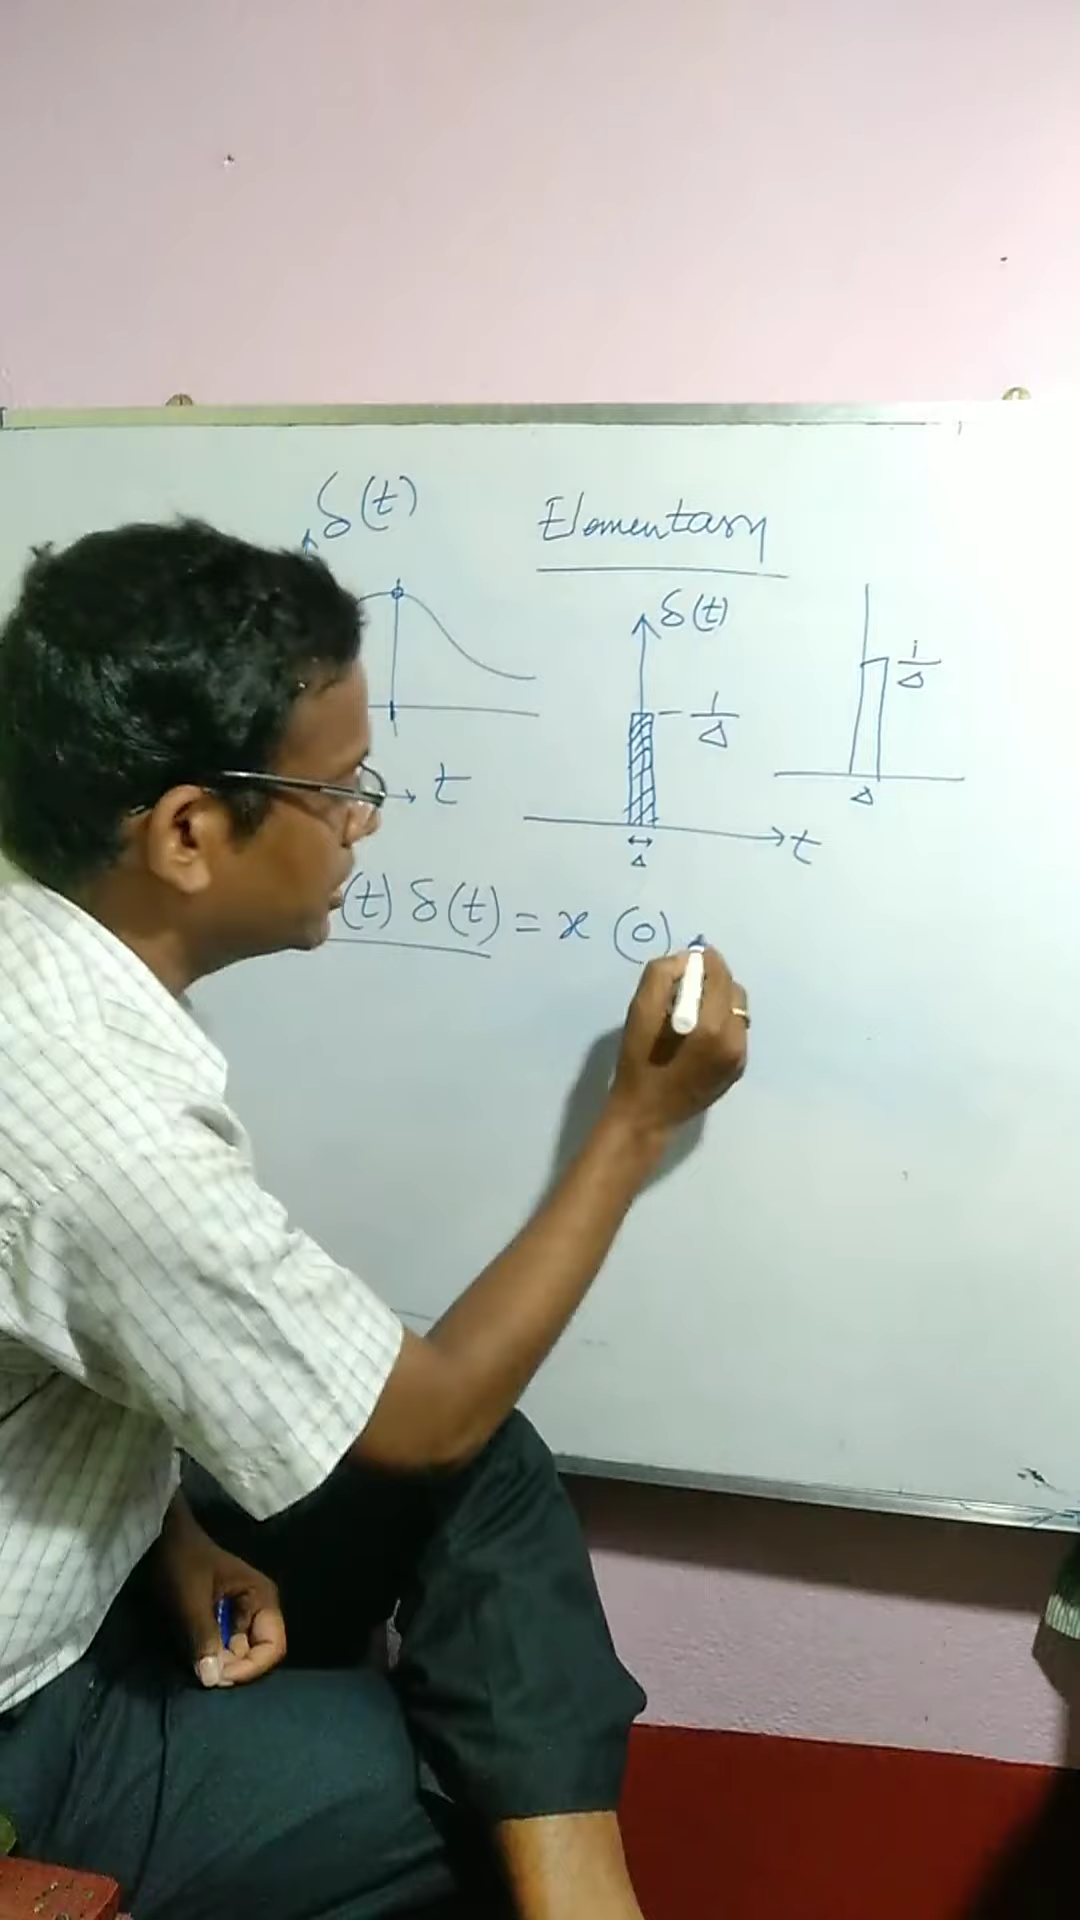 δ(t)
Elementary
δ(t)
1/Δ
1/Δ
t
Δ
t
Δ
(t) δ(t) = x (0)